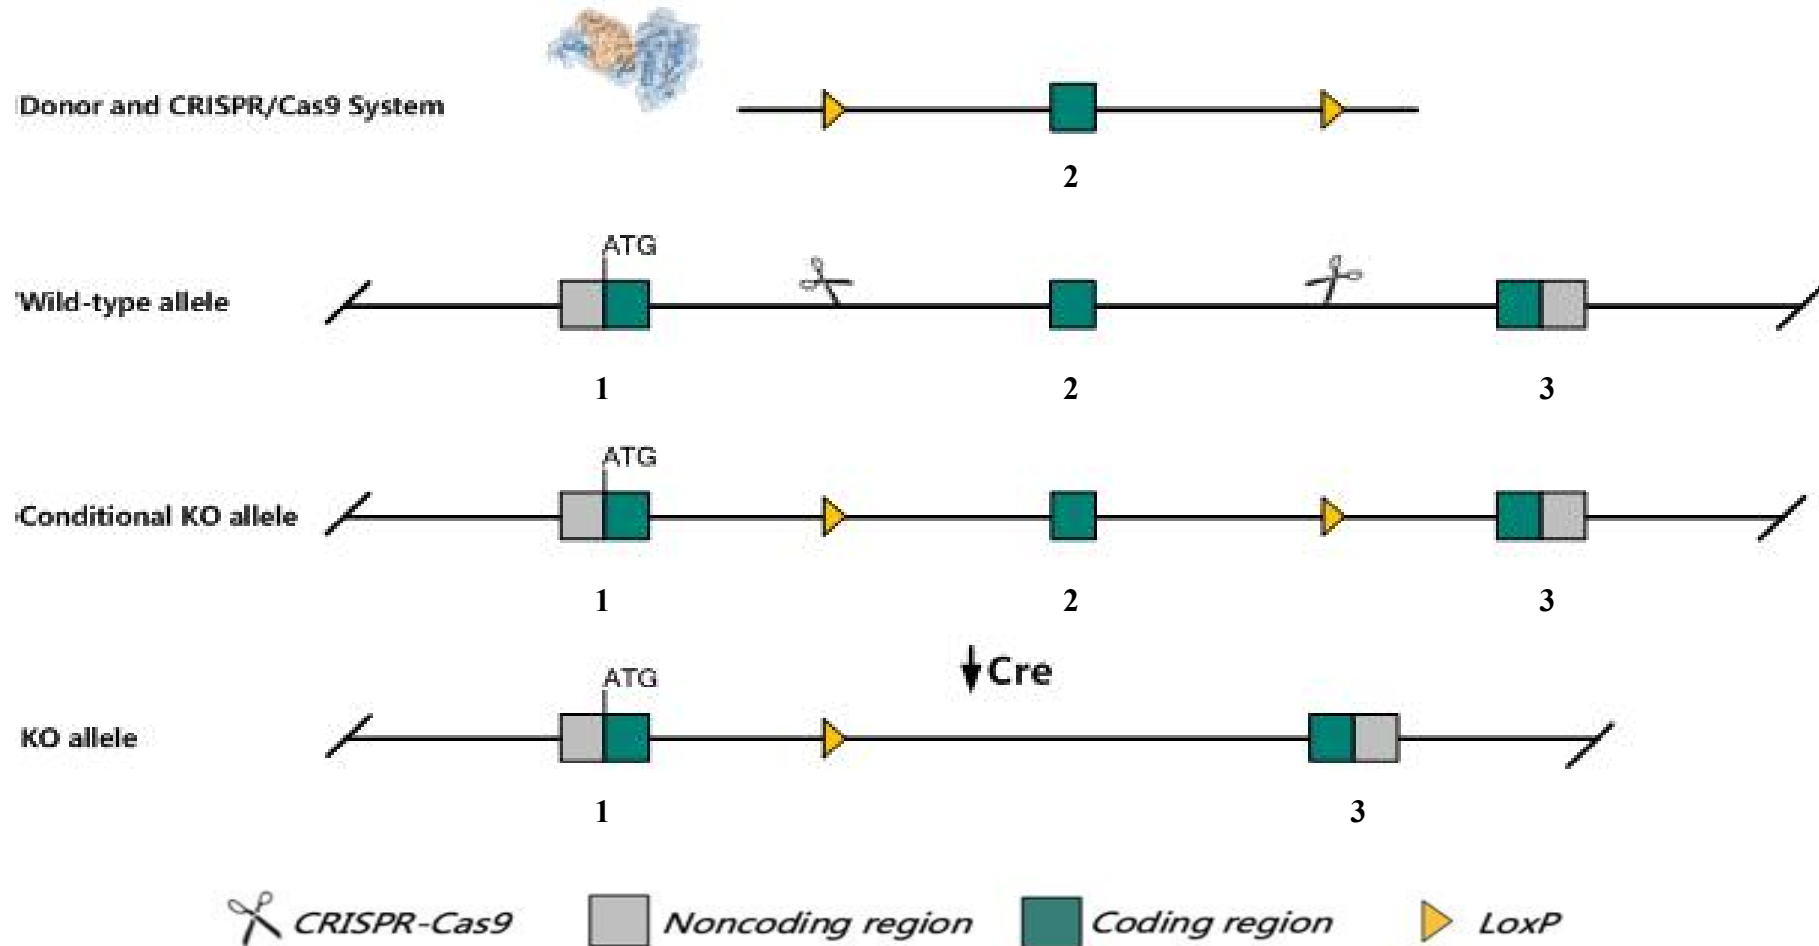 Donor and CRISPR/Cas9 System
2
ATG
Wild-type allele
1 2 3
ATG
Conditional KO allele
1 2 3
Cre
ATG
KO allele
1 3
CRISPR-Cas9 Noncoding region Coding region LoxP